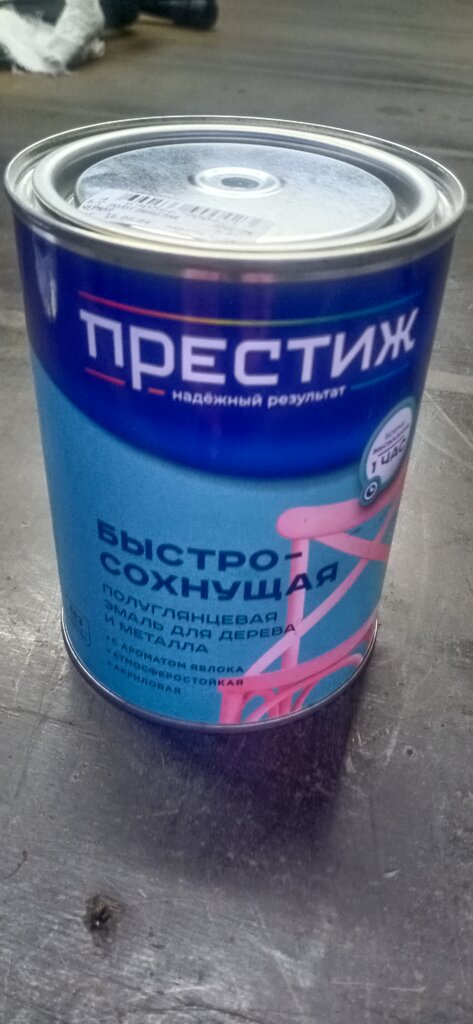 ПРЕСТИЖ
надёжный результат
1 ЧАС
БЫСТРО-
СОХНУЩАЯ
ПОЛУГЛЯНЦЕВАЯ
ЭМАЛЬ ДЛЯ ДЕРЕВА
И МЕТАЛЛА
• С АРОМАТОМ ЯБЛОКА
• АТМОСФЕРОСТОЙКАЯ
• АКРИЛОВАЯ